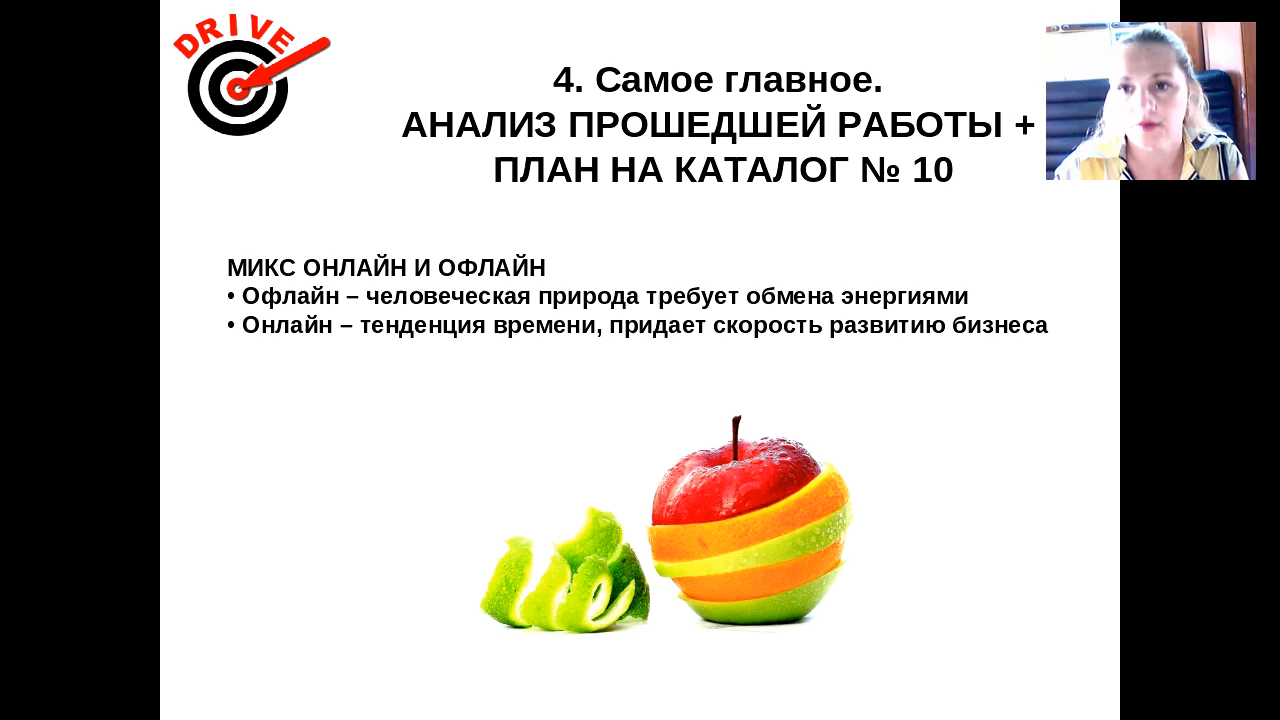 DRIVE
4. Самое главное.
АНАЛИЗ ПРОШЕДШЕЙ РАБОТЫ +
ПЛАН НА КАТАЛОГ № 10
МИКС ОНЛАЙН И ОФЛАЙН
• Офлайн – человеческая природа требует обмена энергиями
• Онлайн – тенденция времени, придает скорость развитию бизнеса